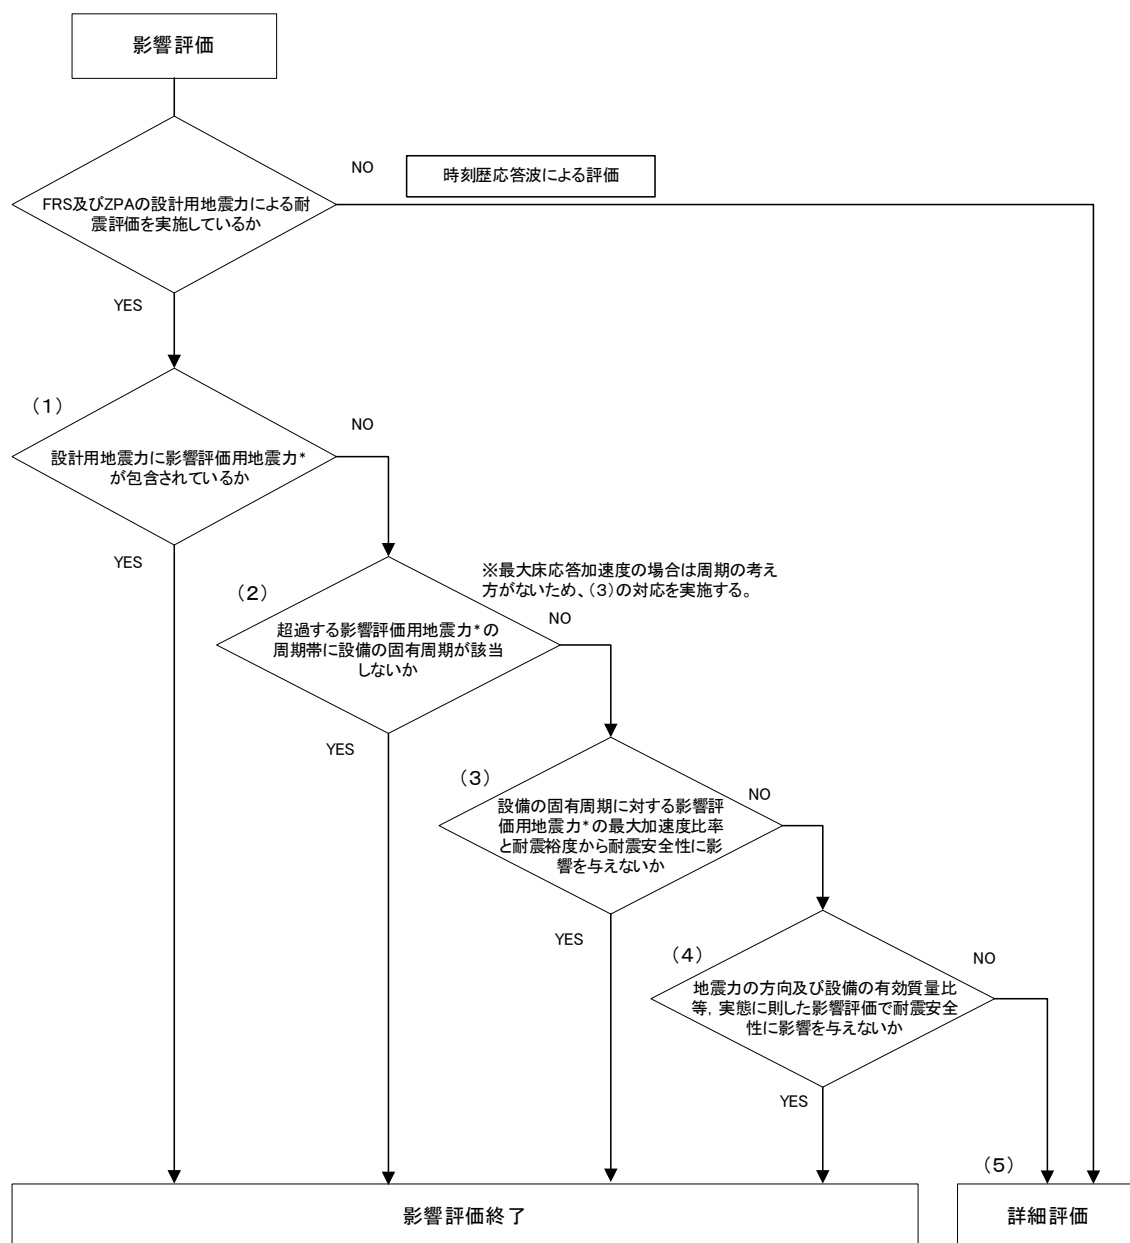 影響評価
NO
時刻歴応答波による評価
FRS及びZPAの設計用地震力による耐
震評価を実施しているか
YES
(1)
NO
設計用地震力に影響評価用地震力*
が包含されているか
YES
※最大床応答加速度の場合は周期の考え
方がないため、(3)の対応を実施する。
(2)
NO
超過する影響評価用地震力*の
周期帯に設備の固有周期が該当
しないか
YES
(3)
NO
設備の固有周期に対する影響評
価用地震力*の最大加速度比率
と耐震裕度から耐震安全性に影
響を与えないか
YES
(4)
NO
地震力の方向及び設備の有効質量比
等,実態に則した影響評価で耐震安全
性に影響を与えないか
YES
(5)
影響評価終了
詳細評価